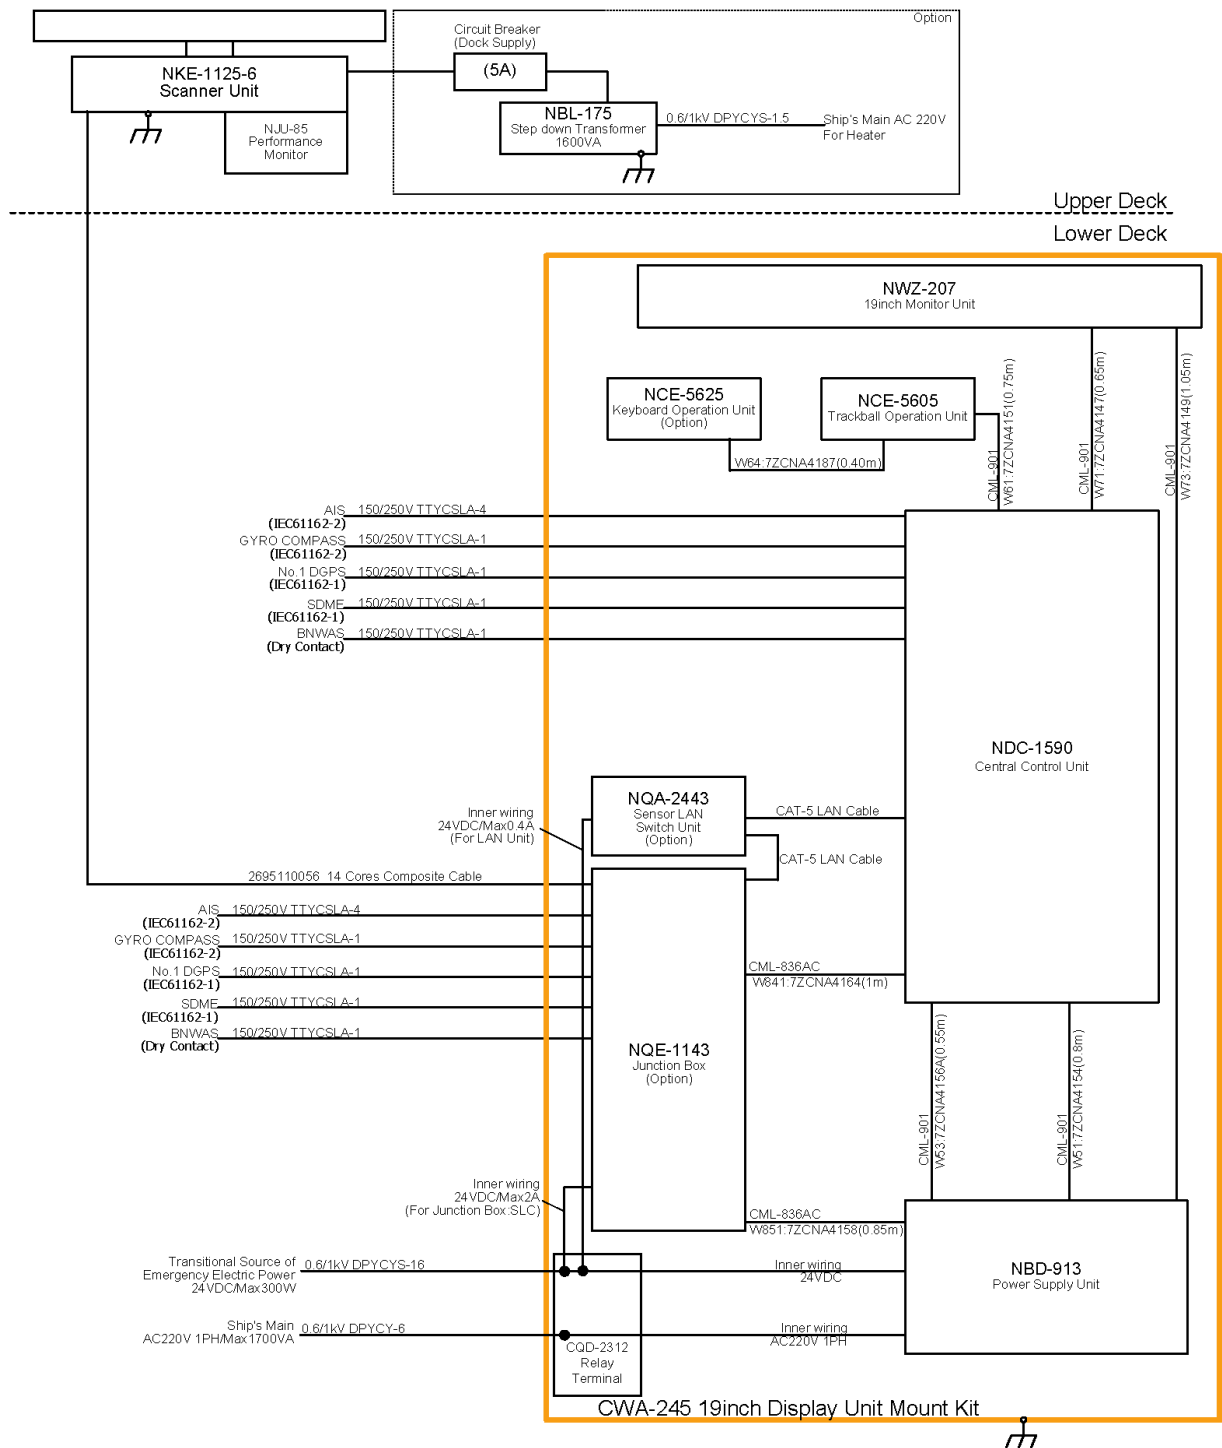 Option
Circuit Breaker
(Dock Supply)
(5A)
NKE-1125-6
Scanner Unit
NJU-85
Performance
Monitor
NBL-175
Step down Transformer
1600VA
0.6/1kV DPYCYS-1.5
Ship's Main AC 220V
For Heater
Upper Deck
Lower Deck
NWZ-207
19inch Monitor Unit
NCE-5625
Keyboard Operation Unit
(Option)
NCE-5605
Trackball Operation Unit
W64:7ZCNA4187(0.40m)
CML-901
W61:7ZCNA4151(0.75m)
CML-901
W71:7ZCNA4147(0.65m)
CML-901
W73:7ZCNA4149(1.05m)
AIS 150/250V TTYCSLA-4
(IEC61162-2)
GYRO COMPASS 150/250V TTYCSLA-1
(IEC61162-2)
No.1 DGPS 150/250V TTYCSLA-1
(IEC61162-1)
SDME 150/250V TTYCSLA-1
(IEC61162-1)
BNWAS 150/250V TTYCSLA-1
(Dry Contact)
NDC-1590
Central Control Unit
NQA-2443
Sensor LAN
Switch Unit
(Option)
CAT-5 LAN Cable
CAT-5 LAN Cable
Inner wiring
24VDC/Max0.4A
(For LAN Unit)
2695110056 14 Cores Composite Cable
AIS 150/250V TTYCSLA-4
(IEC61162-2)
GYRO COMPASS 150/250V TTYCSLA-1
(IEC61162-2)
No.1 DGPS 150/250V TTYCSLA-1
(IEC61162-1)
SDME 150/250V TTYCSLA-1
(IEC61162-1)
BNWAS 150/250V TTYCSLA-1
(Dry Contact)
CML-836AC
W841:7ZCNA4164(1m)
NQE-1143
Junction Box
(Option)
CML-901
W53:7ZCNA4156A(0.55m)
CML-901
W51:7ZCNA4154(0.8m)
Inner wiring
24VDC/Max2A
(For Junction Box:SLC)
CML-836AC
W851:7ZCNA4158(0.85m)
Transitional Source of
Emergency Electric Power
24VDC/Max300W
0.6/1kV DPYCYS-16
Inner wiring
24VDC
NBD-913
Power Supply Unit
Ship's Main
AC220V 1PH/Max1700VA
0.6/1kV DPYCY-6
Inner wiring
AC220V 1PH
CQD-2312
Relay
Terminal
CWA-245 19inch Display Unit Mount Kit